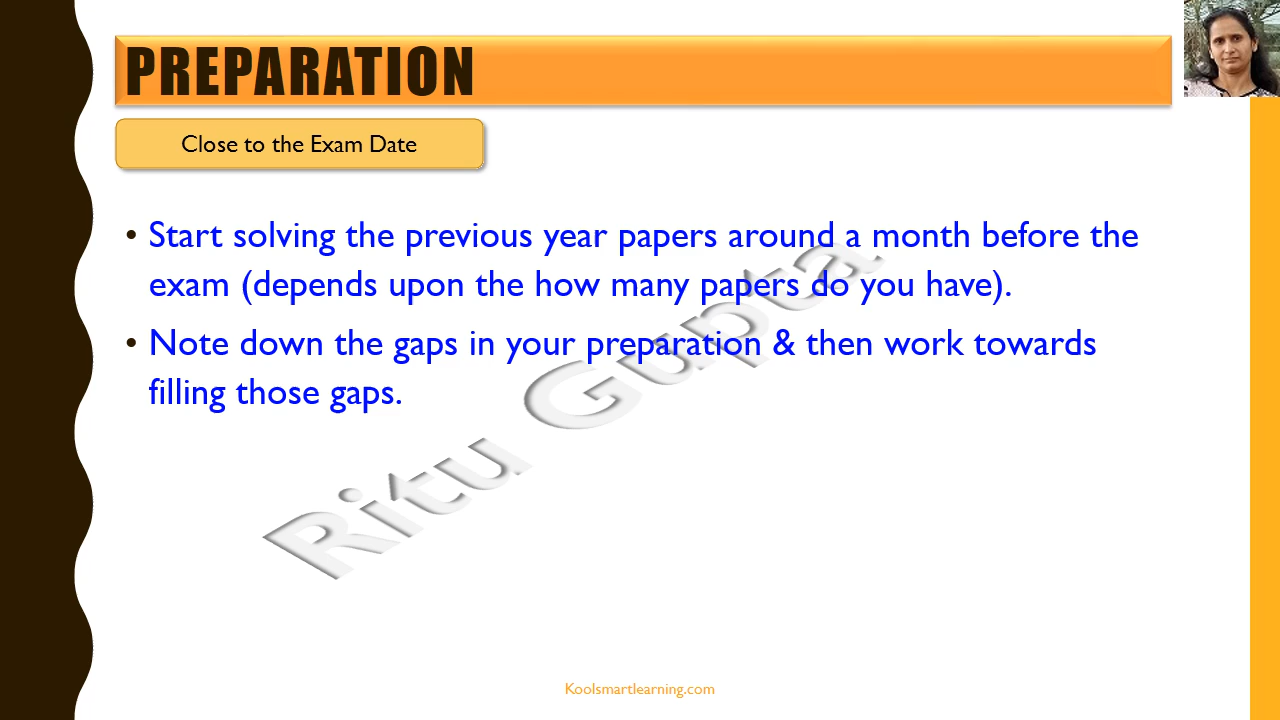 PREPARATION
Close to the Exam Date
• Start solving the previous year papers around a month before the
exam (depends upon the how many papers do you have).
• Note down the gaps in your preparation & then work towards
filling those gaps.
Ritu Gupta
Koolsmartlearning.com